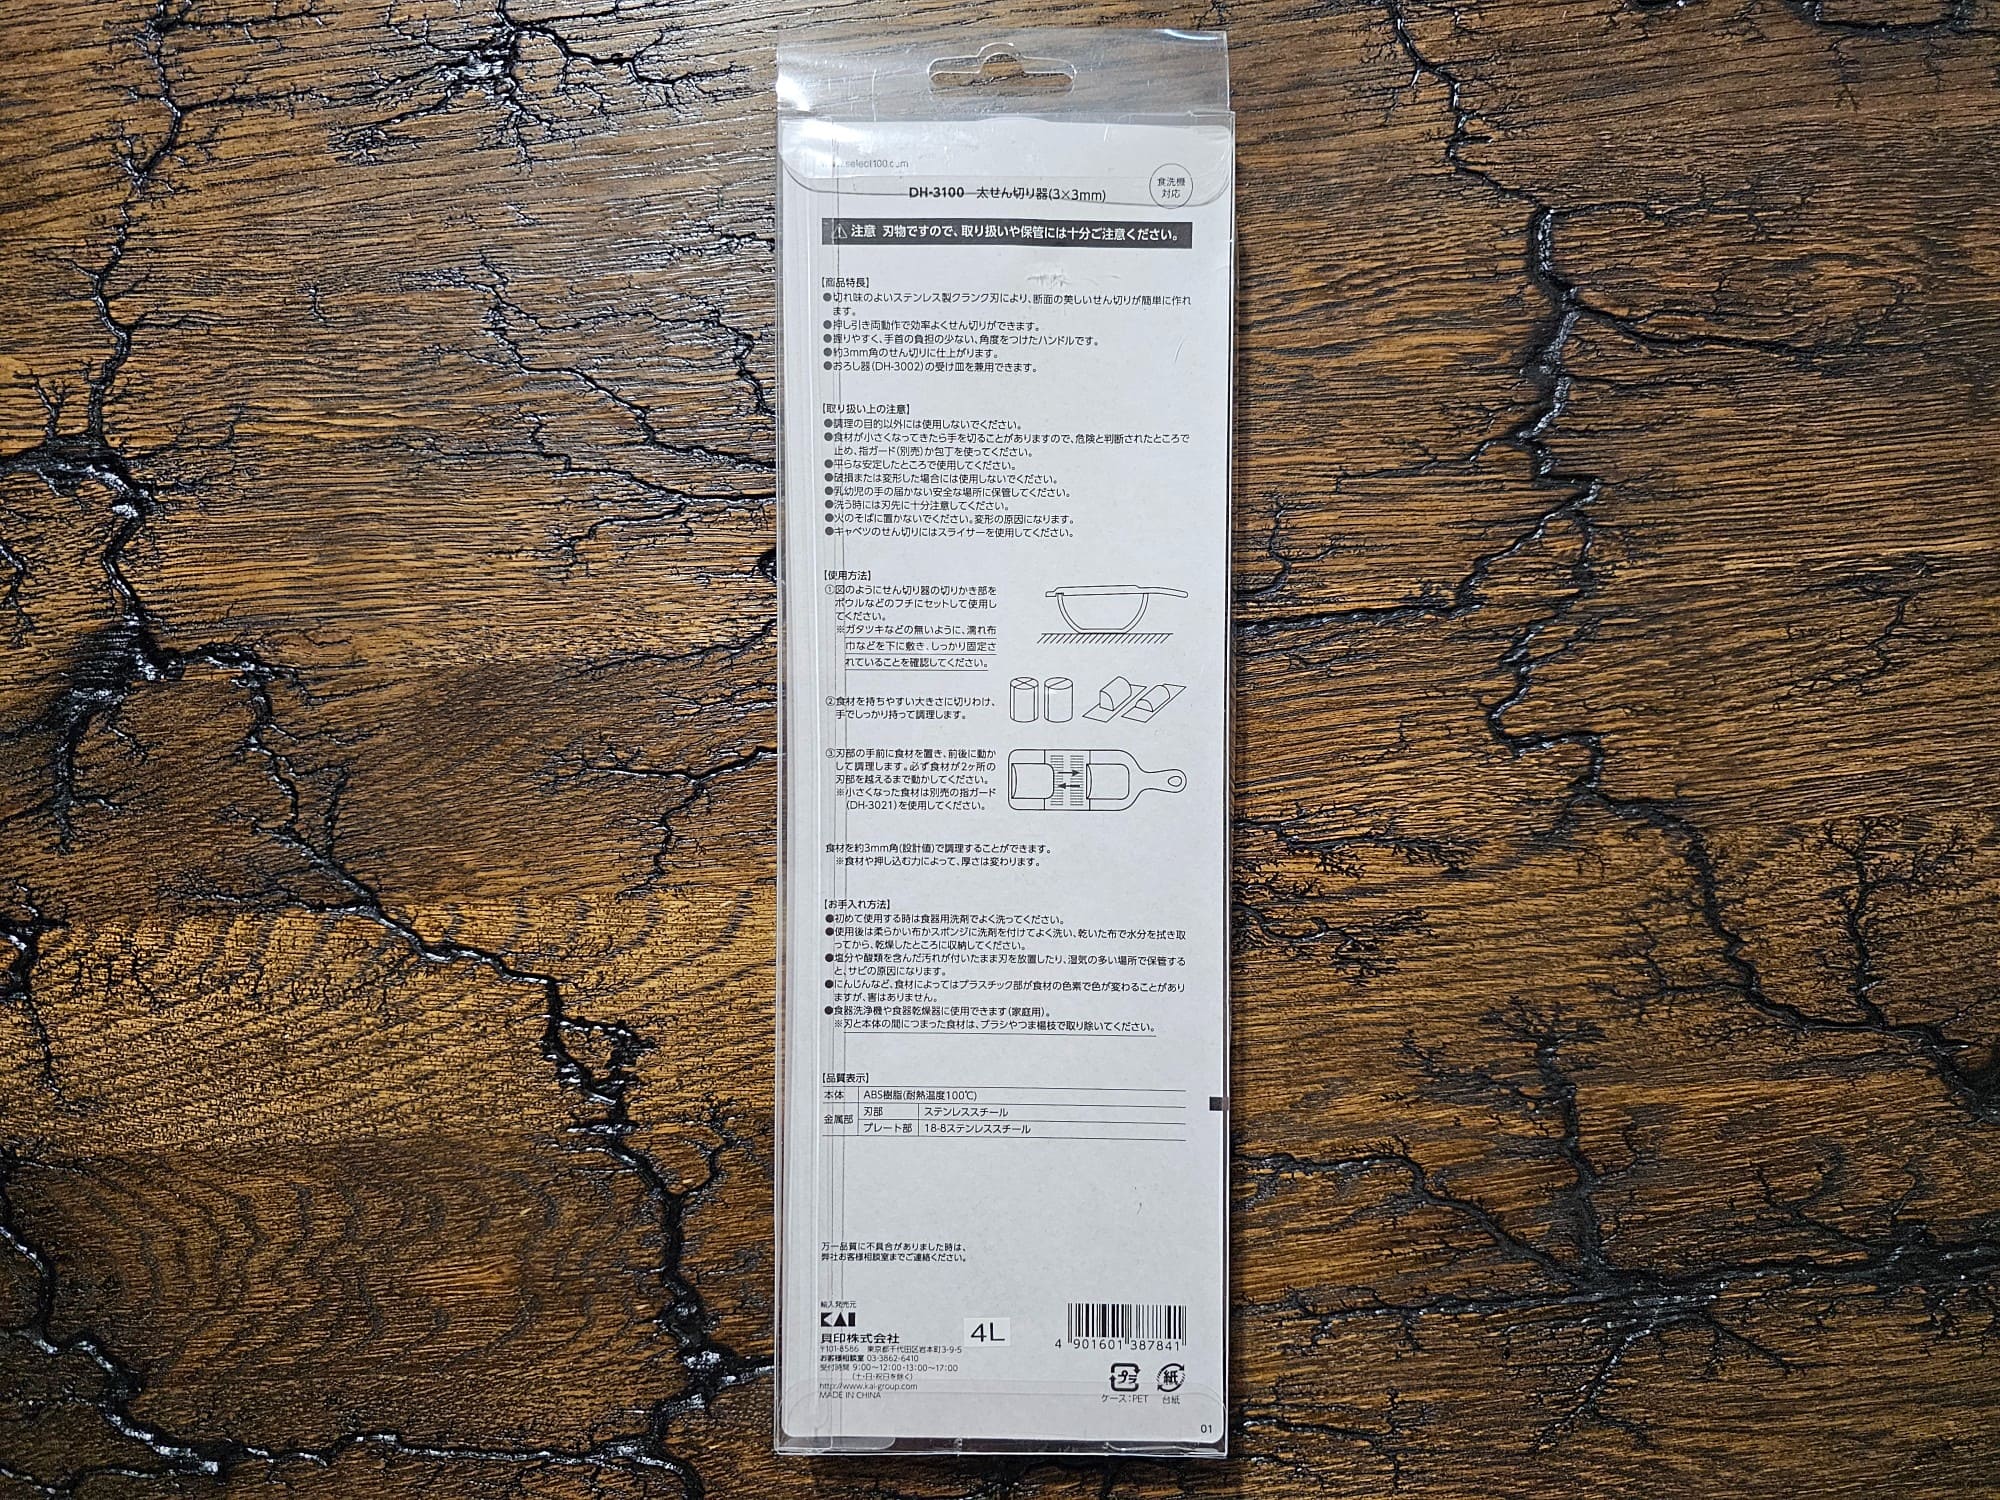 www.select100.com
DH-3100 太せん切り器(3×3mm)
食洗機
対応
⚠注意 刃物ですので、取り扱いや保管には十分ご注意ください。
【商品特長】
●切れ味のよいステンレス製クランク刃により、断面の美しいせん切りが簡単に作れ
ます。
●押し引き両動作で効率よくせん切りができます。
●握りやすく、手首の負担の少ない、角度をつけたハンドルです。
●約3mm角のせん切りに仕上がります。
●おろし器(DH-3002)の受け皿を兼用できます。
【取り扱い上の注意】
●調理の目的以外には使用しないでください。
●食材が小さくなってきたら手を切ることがありますので、危険と判断されたところで
止め、指ガード(別売)か包丁を使ってください。
●平らな安定したところで使用してください。
●破損または変形した場合には使用しないでください。
●乳幼児の手の届かない安全な場所に保管してください。
●洗う時には刃先に十分注意してください。
●火のそばに置かないでください。変形の原因になります。
●キャベツのせん切りにはスライサーを使用してください。
【使用方法】
①図のようにせん切り器の切りかき部を
ボウルなどのフチにセットして使用し
てください。
※ガタツキなどの無いように、濡れ布
巾などを下に敷き、しっかり固定さ
れていることを確認してください。
②食材を持ちやすい大きさに切りわけ、
手でしっかり持って調理します。
③刃部の手前に食材を置き、前後に動か
して調理します。必ず食材が2ヶ所の
刃部を越えるまで動かしてください。
※小さくなった食材は別売の指ガード
(DH-3021)を使用してください。
食材を約3mm角(設計値)で調理することができます。
※食材や押し込む力によって、厚さは変わります。
【お手入れ方法】
●初めて使用する時は食器用洗剤でよく洗ってください。
●使用後は柔らかい布かスポンジに洗剤を付けてよく洗い、乾いた布で水分を拭き取
ってから、乾燥したところに収納してください。
●塩分や酸類を含んだ汚れが付いたまま刃を放置したり、湿気の多い場所で保管する
と、サビの原因になります。
●にんじんなど、食材によってはプラスチック部が食材の色素で色が変わることがあり
ますが、害はありません。
●食器洗浄機や食器乾燥器に使用できます(家庭用)。
※刃と本体の間につまった食材は、ブラシやつま楊枝で取り除いてください。
【品質表示】
本体 ABS樹脂(耐熱温度100℃)
金属部 刃部 ステンレススチール
プレート部 18-8ステンレススチール
万一品質に不具合がありました時は、
弊社お客様相談室までご連絡ください。
輸入発売元
KAI
貝印株式会社
〒101-8586 東京都千代田区岩本町3-9-5
お客様相談室 03-3862-6410
受付時間 9:00〜12:00・13:00〜17:00
(土・日・祝日を除く)
http://www.kai-group.com
MADE IN CHINA
4L
4 901601 387841
プラ
ケース:PET
紙
台紙
01